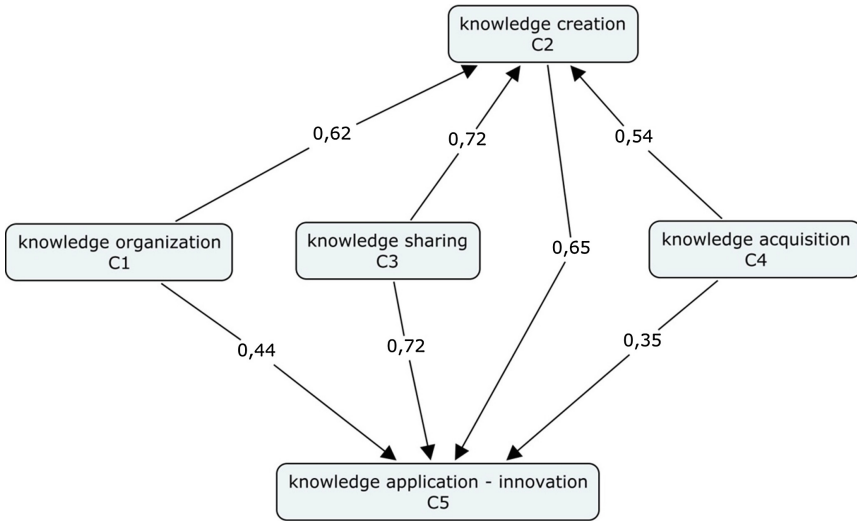 knowledge creation
C2
0,62
0,72
0,54
knowledge organization
C1
knowledge sharing
C3
knowledge acquisition
C4
0,65
0,44
0,72
0,35
knowledge application - innovation
C5